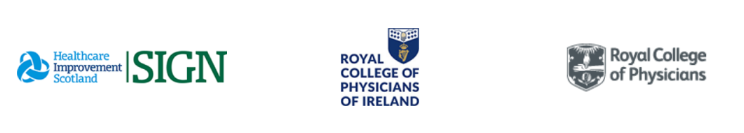 Healthcare
Improvement
Scotland
SIGN
ROYAL
COLLEGE OF
PHYSICIANS
OF IRELAND
Royal College
of Physicians